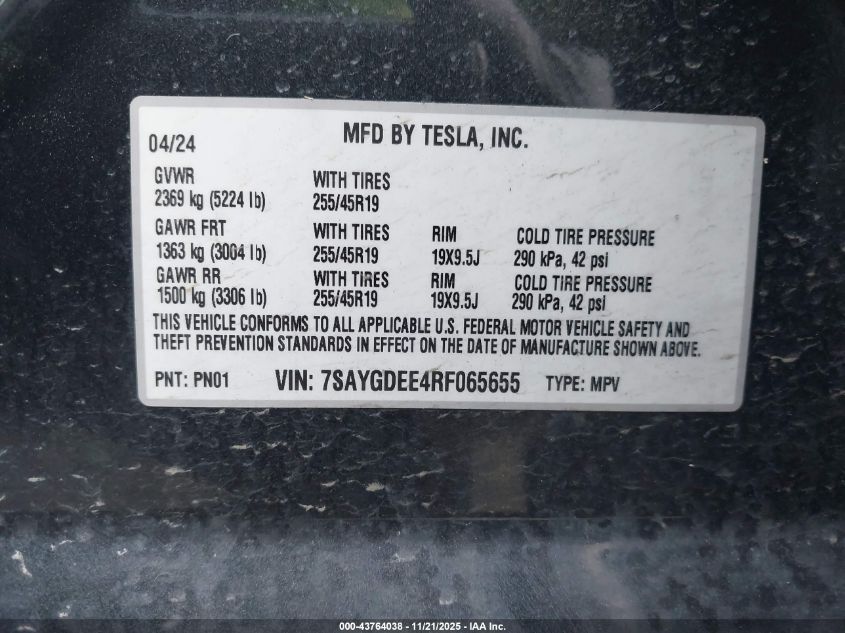 04/24 MFD BY TESLA, INC.
GVWR WITH TIRES
2369 kg (5224 lb) 255/45R19
GAWR FRT WITH TIRES RIM COLD TIRE PRESSURE
1363 kg (3004 lb) 255/45R19 19X9.5J 290 kPa, 42 psi
GAWR RR WITH TIRES RIM COLD TIRE PRESSURE
1500 kg (3306 lb) 255/45R19 19X9.5J 290 kPa, 42 psi
THIS VEHICLE CONFORMS TO ALL APPLICABLE U.S. FEDERAL MOTOR VEHICLE SAFETY AND
THEFT PREVENTION STANDARDS IN EFFECT ON THE DATE OF MANUFACTURE SHOWN ABOVE.
PNT: PN01 VIN: 7SAYGDEE4RF065655 TYPE: MPV
000-43764038 - 11/21/2025 - IAA Inc.